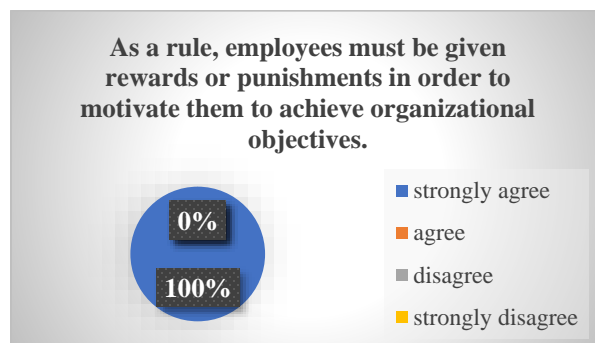 As a rule, employees must be given
rewards or punishments in order to
motivate them to achieve organizational
objectives.
0%
100%
strongly agree
agree
disagree
strongly disagree